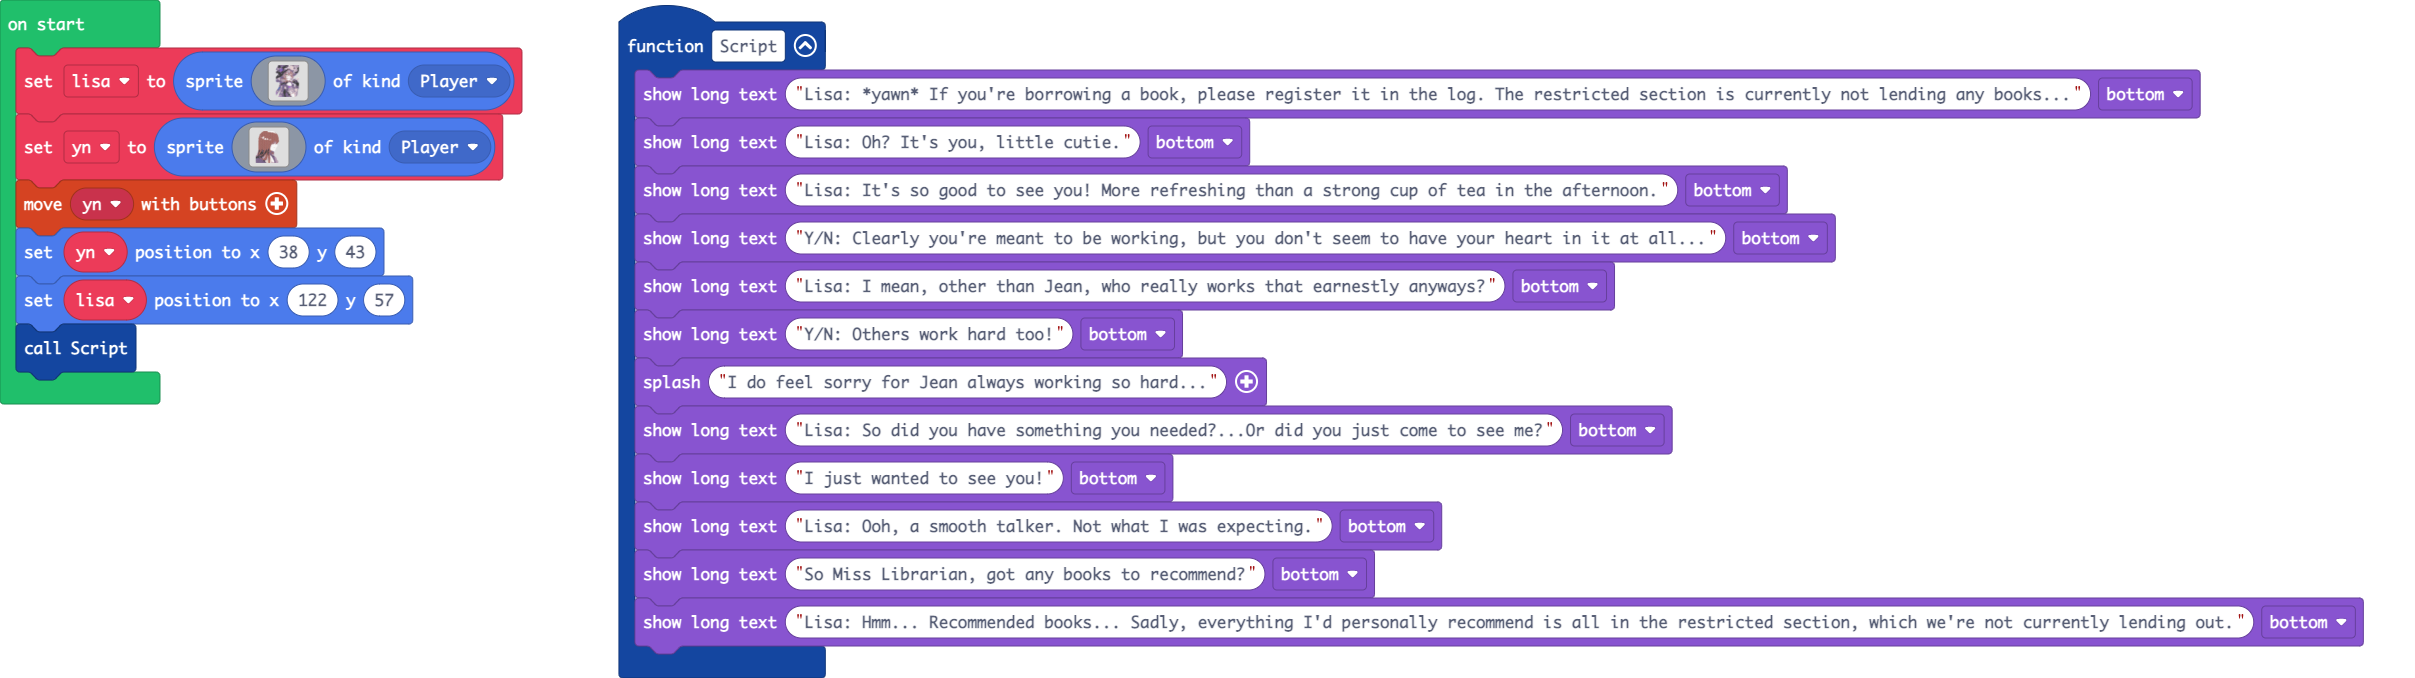 on start
set lisa to sprite of kind Player
set yn to sprite of kind Player
move yn with buttons
set yn position to x 38 y 43
set lisa position to x 122 y 57
call Script
function Script
show long text "Lisa: *yawn* If you're borrowing a book, please register it in the log. The restricted section is currently not lending any books..." bottom
show long text "Lisa: Oh? It's you, little cutie." bottom
show long text "Lisa: It's so good to see you! More refreshing than a strong cup of tea in the afternoon." bottom
show long text "Y/N: Clearly you're meant to be working, but you don't seem to have your heart in it at all..." bottom
show long text "Lisa: I mean, other than Jean, who really works that earnestly anyways?" bottom
show long text "Y/N: Others work hard too!" bottom
splash "I do feel sorry for Jean always working so hard..."
show long text "Lisa: So did you have something you needed?...Or did you just come to see me?" bottom
show long text "I just wanted to see you!" bottom
show long text "Lisa: Ooh, a smooth talker. Not what I was expecting." bottom
show long text "So Miss Librarian, got any books to recommend?" bottom
show long text "Lisa: Hmm... Recommended books... Sadly, everything I'd personally recommend is all in the restricted section, which we're not currently lending out." bottom